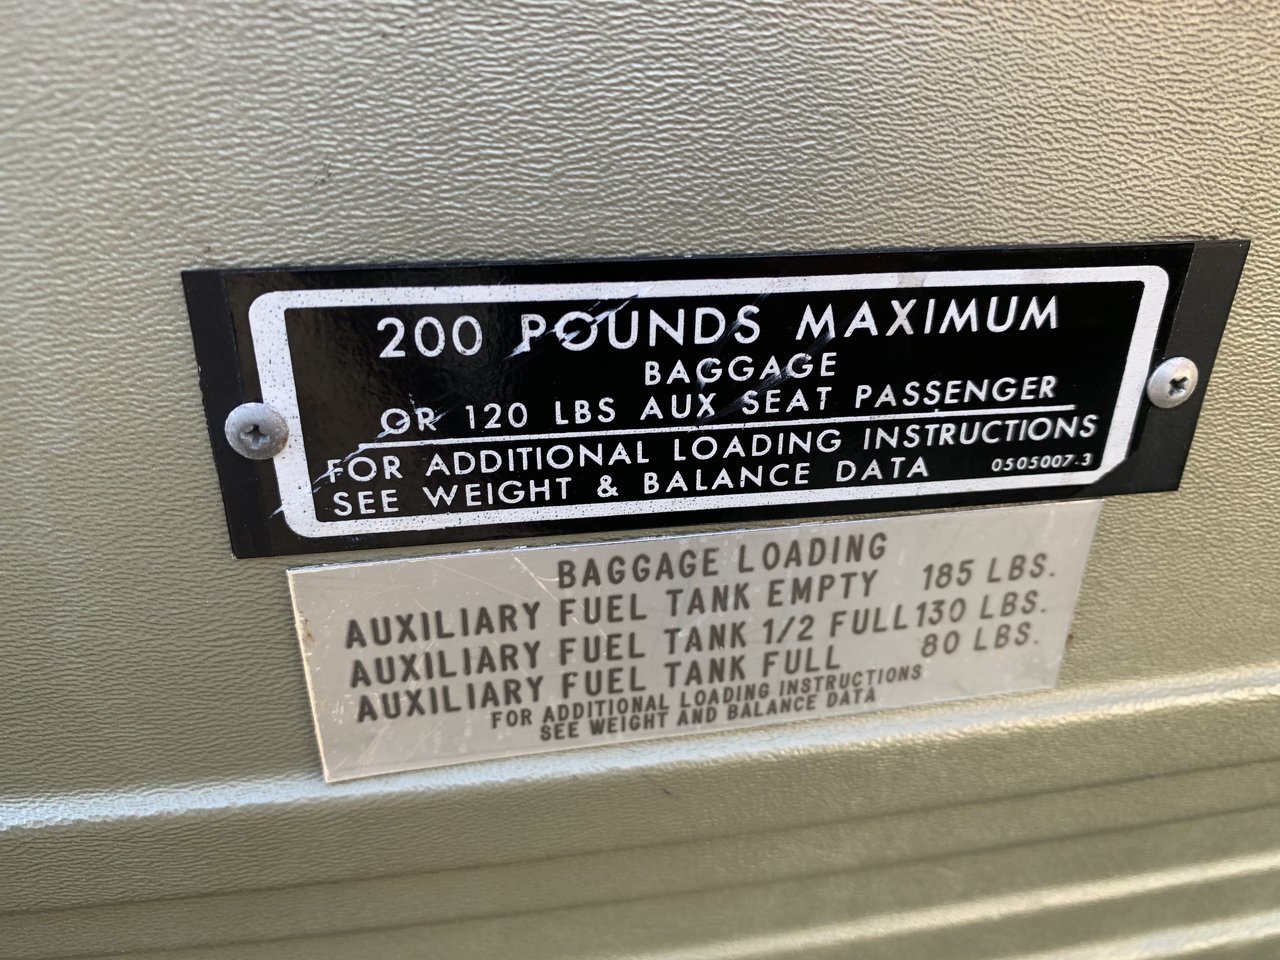 200 POUNDS MAXIMUM
BAGGAGE
OR 120 LBS AUX SEAT PASSENGER
FOR ADDITIONAL LOADING INSTRUCTIONS
SEE WEIGHT & BALANCE DATA 0505007-3
BAGGAGE LOADING
AUXILIARY FUEL TANK EMPTY 185 LBS.
AUXILIARY FUEL TANK 1/2 FULL 130 LBS.
AUXILIARY FUEL TANK FULL 80 LBS.
FOR ADDITIONAL LOADING INSTRUCTIONS
SEE WEIGHT AND BALANCE DATA